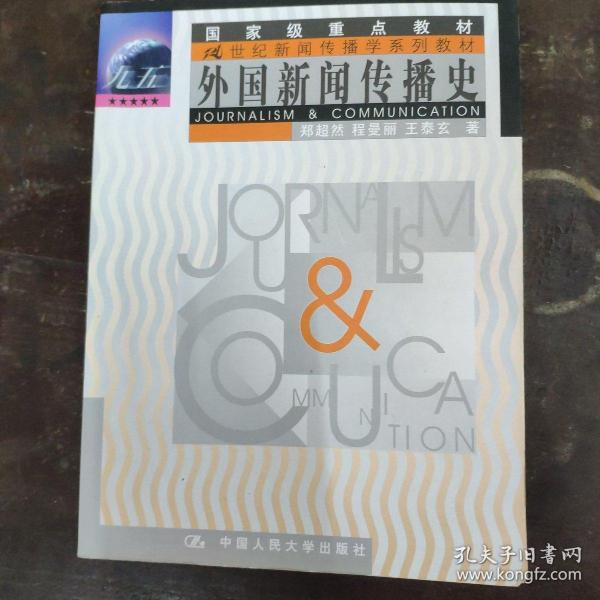 国家级重点教材
21世纪新闻传播学系列教材
九五
★★★★★
外国新闻传播史
JOURNALISM & COMMUNICATION
郑超然 程曼丽 王泰玄 著
JOURNALISM
&
COMMUNICATION
中国人民大学出版社
孔夫子旧书网
www.kongfz.com